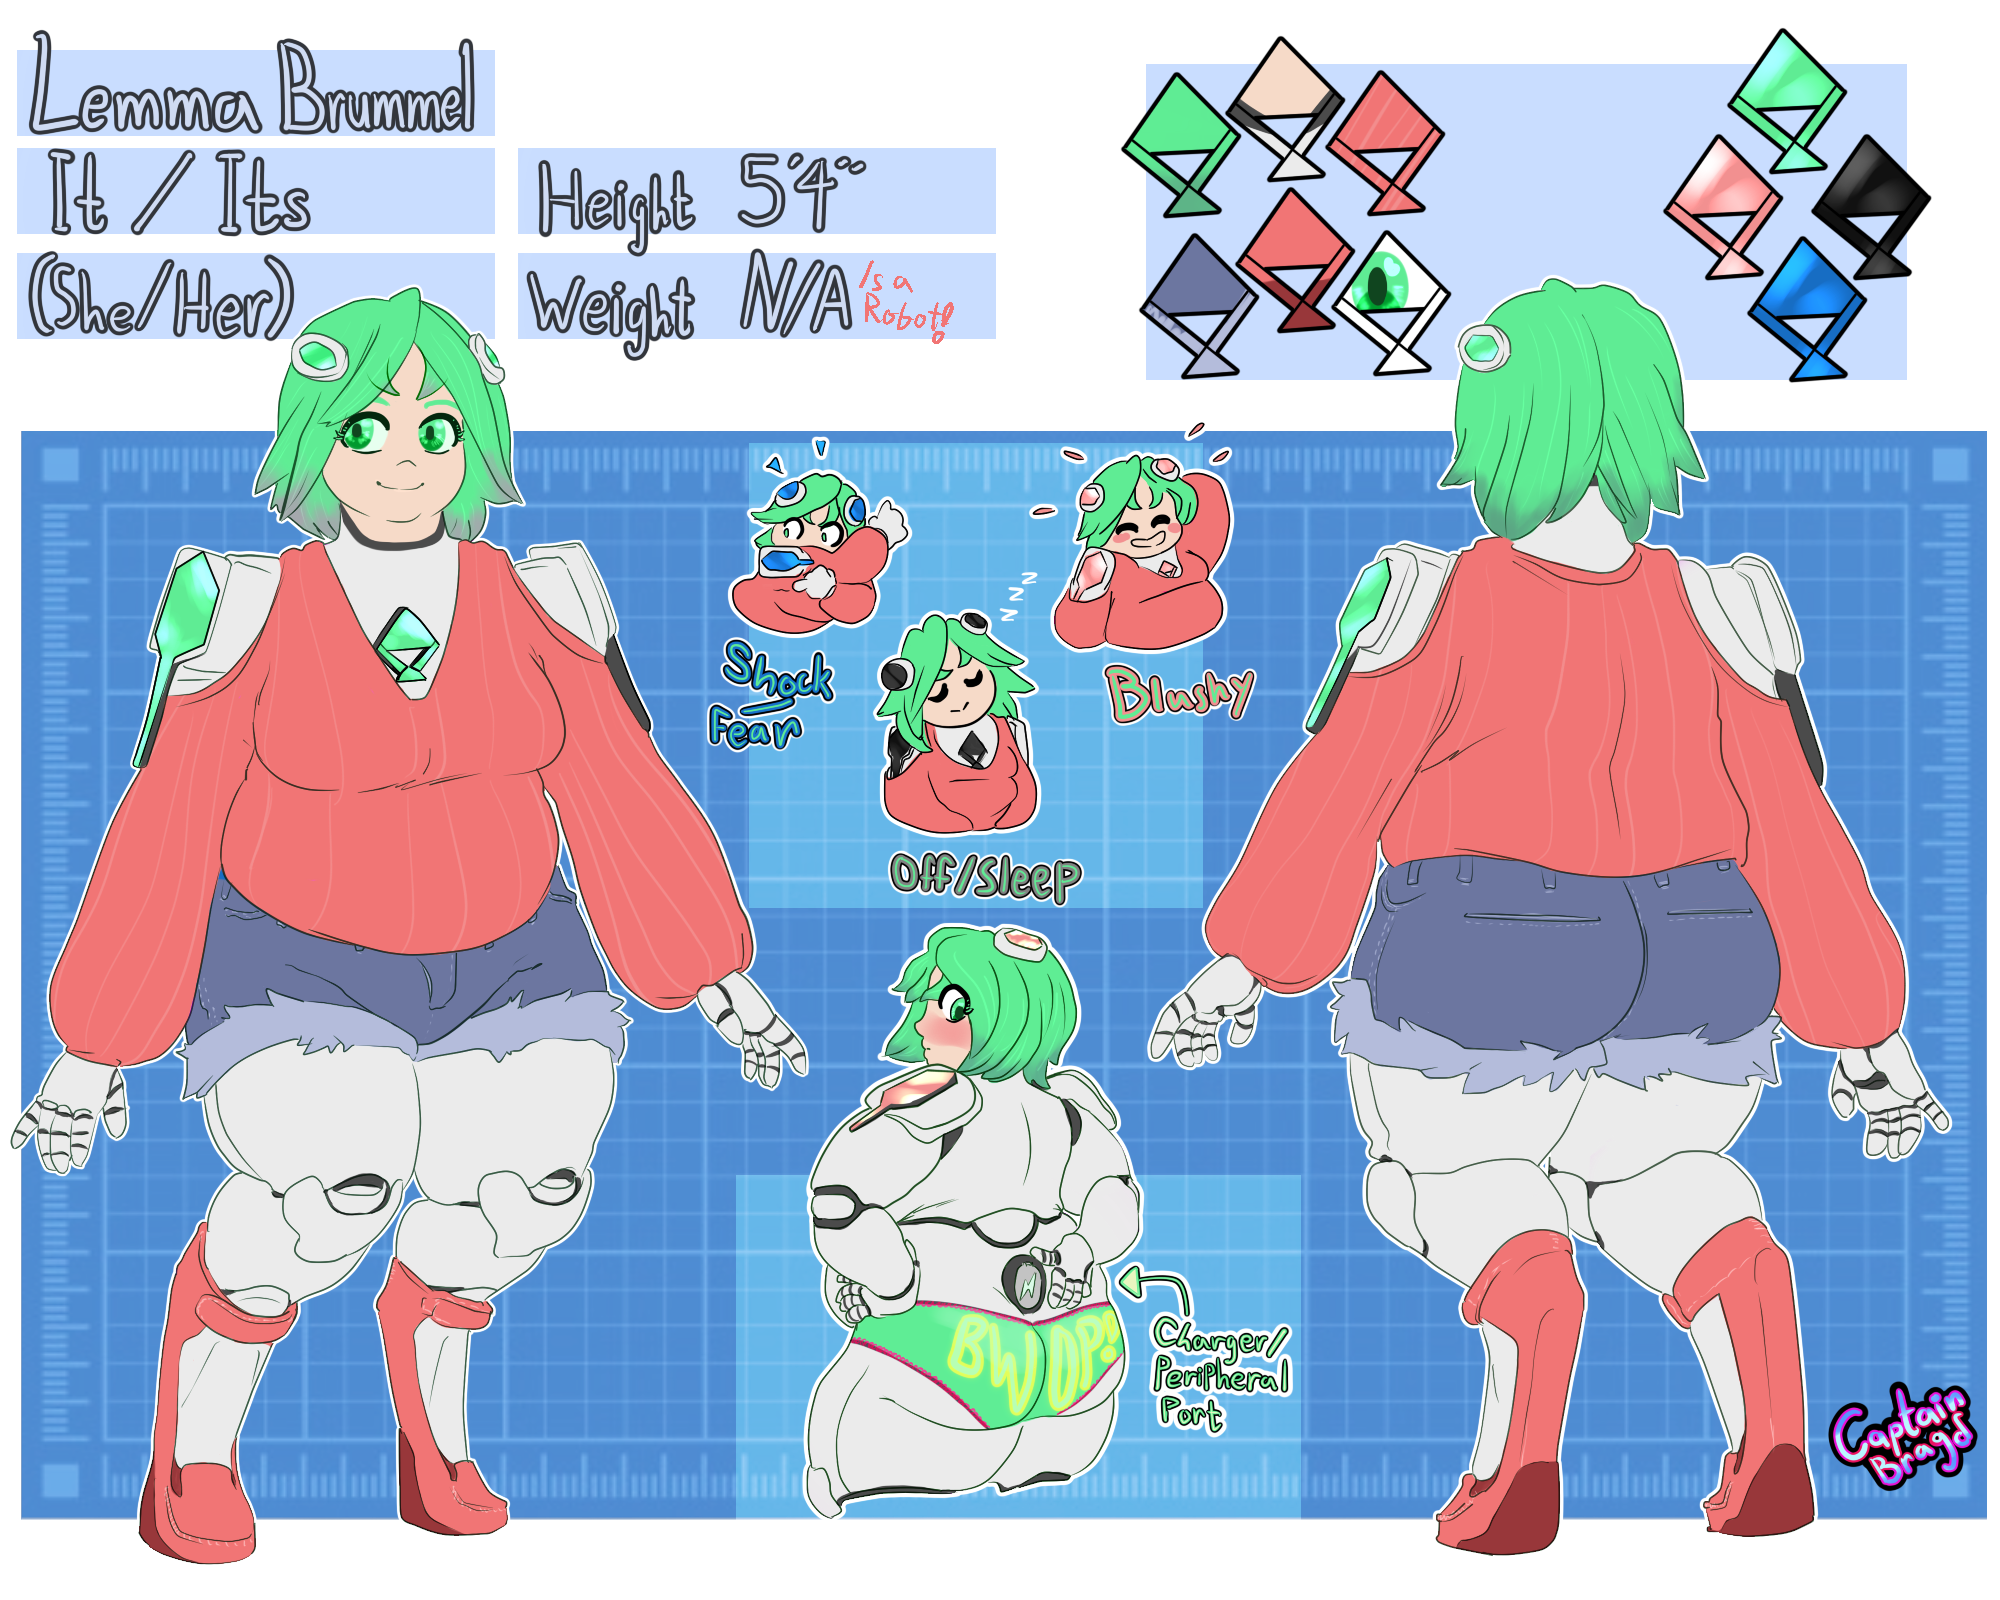 Lemma Brummel
It / Its
(She/Her)
Height 5'4"
Weight N/A
Is a
Robot!
Shock
Fear
Blushy
z z z
Off/Sleep
BWOP!
Charger/
Peripheral
Port
Captain
Brag'd